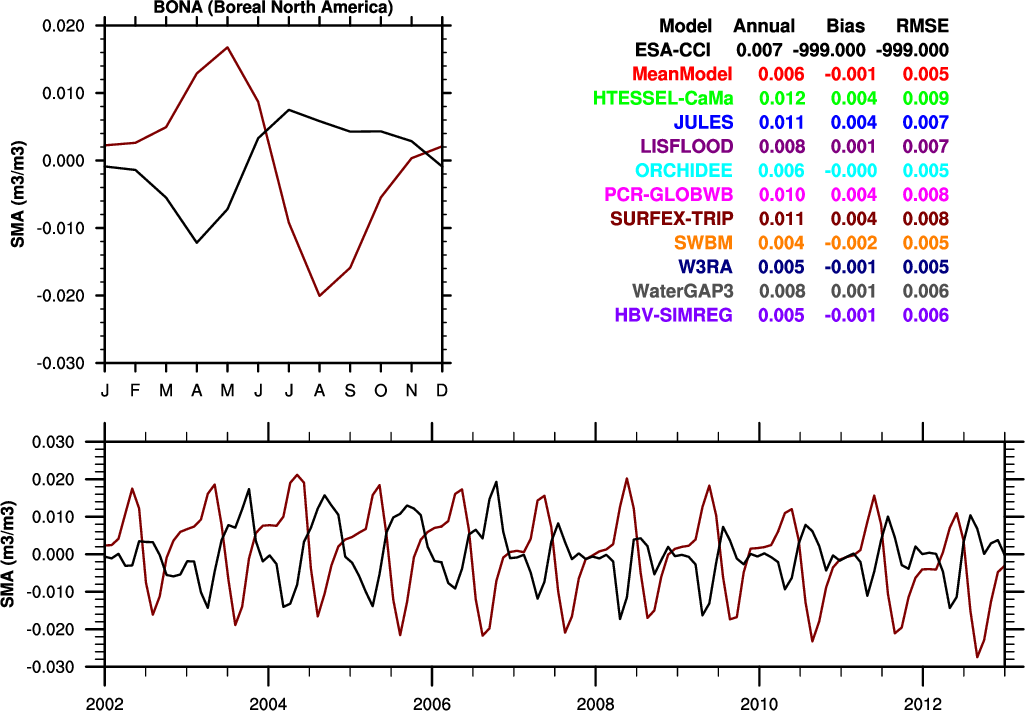 BONA (Boreal North America)
0.020
0.010
0.000
-0.010
-0.020
-0.030
SMA (m3/m3)
J F M A M J J A S O N D
Model Annual Bias RMSE
ESA-CCI 0.007 -999.000 -999.000
MeanModel 0.006 -0.001 0.005
HTESSEL-CaMa 0.012 0.004 0.009
JULES 0.011 0.004 0.007
LISFLOOD 0.008 0.001 0.007
ORCHIDEE 0.006 -0.000 0.005
PCR-GLOBWB 0.010 0.004 0.008
SURFEX-TRIP 0.011 0.004 0.008
SWBM 0.004 -0.002 0.005
W3RA 0.005 -0.001 0.005
WaterGAP3 0.008 0.001 0.006
HBV-SIMREG 0.005 -0.001 0.006
0.030
0.020
0.010
0.000
-0.010
-0.020
-0.030
SMA (m3/m3)
2002 2004 2006 2008 2010 2012